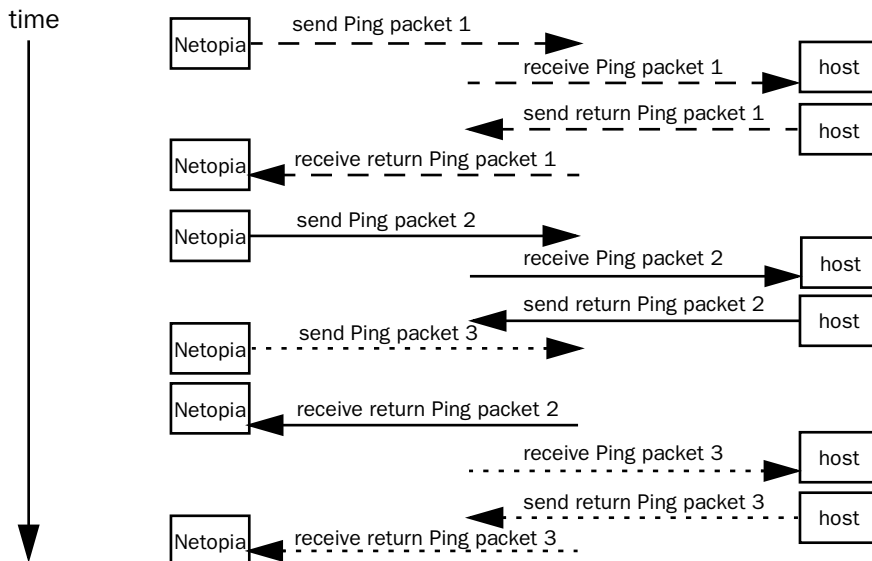 time
Netopia
send Ping packet 1
receive Ping packet 1
host
send return Ping packet 1
host
Netopia
receive return Ping packet 1
Netopia
send Ping packet 2
receive Ping packet 2
host
send return Ping packet 2
host
Netopia
send Ping packet 3
Netopia
receive return Ping packet 2
receive Ping packet 3
host
send return Ping packet 3
host
Netopia
receive return Ping packet 3